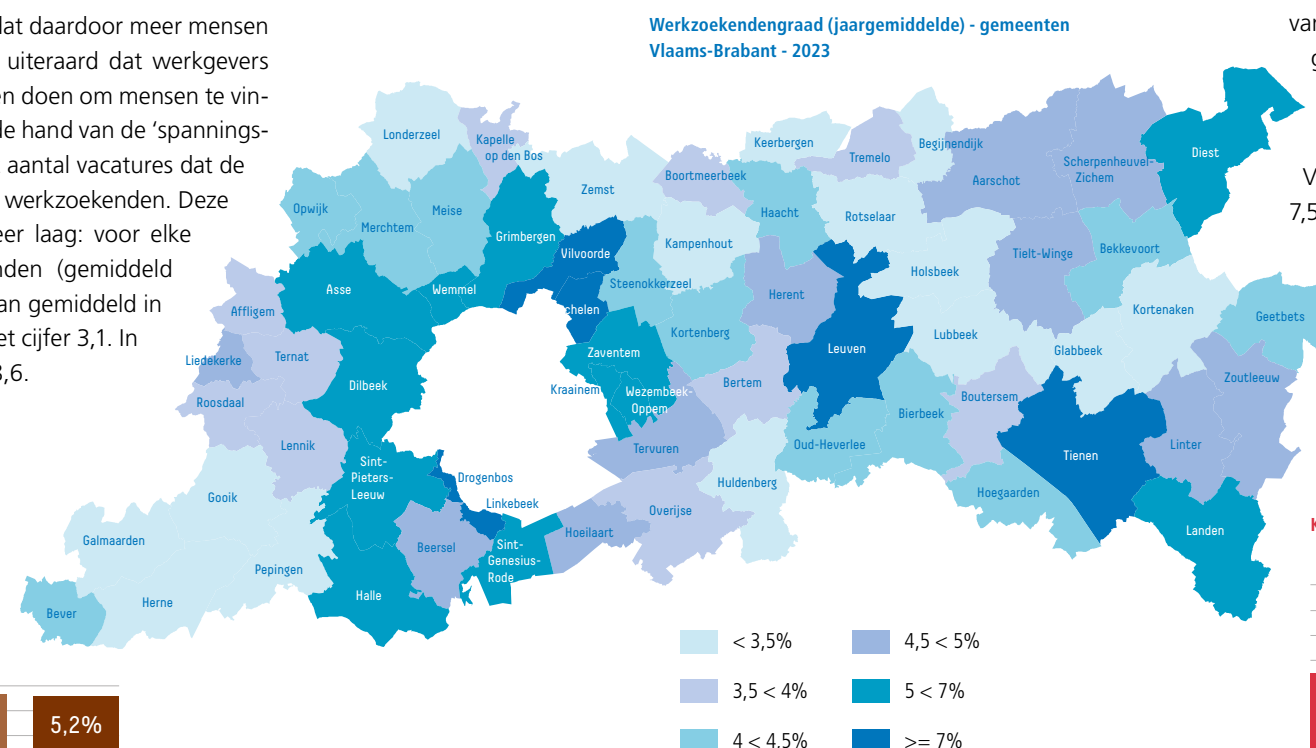 dat daardoor meer mensen
uiteraard dat werkgevers
en doen om mensen te vin-
de hand van de ‘spannings-
aantal vacatures dat de
werkzoekenden. Deze
eer laag: voor elke
nden (gemiddeld
an gemiddeld in
et cijfer 3,1. In
3,6.
Werkzoekendengraad (jaargemiddelde) - gemeenten
Vlaams-Brabant - 2023
van
g
V
7,5
Londerzeel
Kapelle
op den Bos
Keerbergen
Tremelo
Begijnendijk
Diest
Zemst
Boortmeerbeek
Aarschot
Scherpenheuvel-
Zichem
Opwijk
Merchtem
Meise
Grimbergen
Haacht
Rotselaar
Vilvoorde
Kampenhout
Tielt-Winge
Bekkevoort
Asse
Wemmel
Steenokkerzeel
Herent
Holsbeek
Affligem
chelen
Kortenberg
Lubbeek
Kortenaken
Geetbets
Liedekerke
Ternat
Zaventem
Leuven
Glabbeek
Dilbeek
Kraainem
Wezembeek-
Oppem
Bertem
Boutersem
Zoutleeuw
Roosdaal
Bierbeek
Lennik
Tervuren
Oud-Heverlee
Tienen
Linter
Sint-
Pieters-
Leeuw
Drogenbos
Huldenberg
Hoegaarden
Gooik
Linkebeek
Overijse
Landen
Galmaarden
Beersel
Sint-
Genesius-
Rode
Hoeilaart
Pepingen
Bever
Herne
Halle
< 3,5%
4,5 < 5%
3,5 < 4%
5 < 7%
4 < 4,5%
>= 7%
5,2%